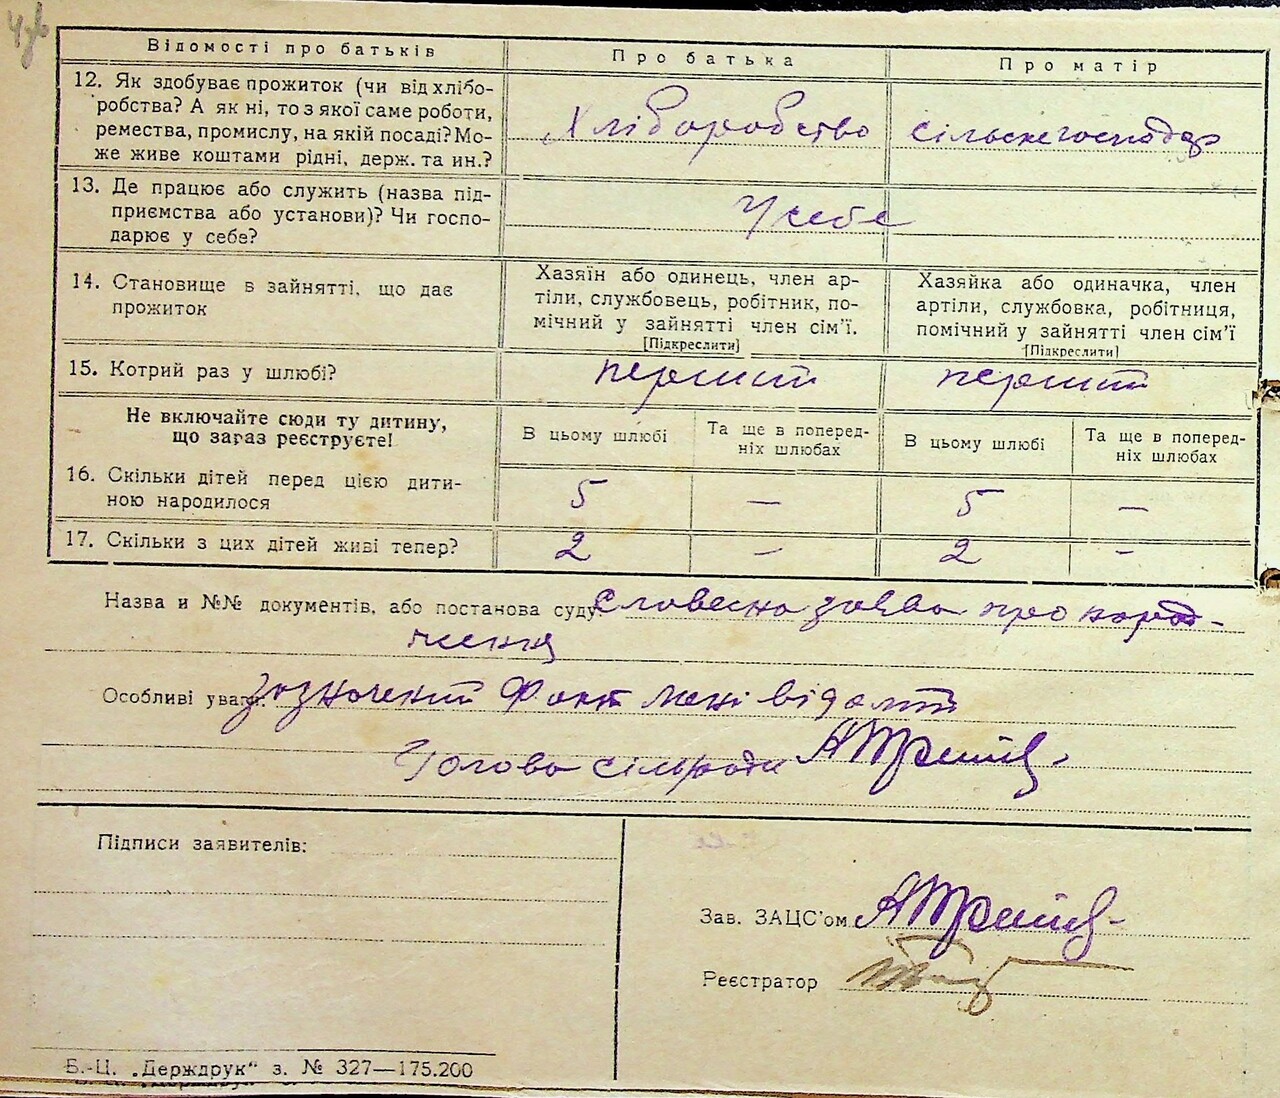 Відомості про батьків Про батька Про матір
12. Як здобуває прожиток (чи від хлібо-
робства? А як ні, то з якої саме роботи,
ремества, промислу, на якій посаді? Мо-
же живе коштами рідні, держ. та ин.?
Хліборобство
13. Де працює або служить (назва під-
приємства або установи)? Чи госпо-
дарює у себе?
У себе
14. Становище в зайнятті, що дає
прожиток
Хазяїн або одинець, член ар-
тіли, службовець, робітник, по-
мічний у зайнятті член сім'ї.
[Підкреслити]
Хазяйка або одиначка, член
артіли, службовка, робітниця,
помічний у зайнятті член сім'ї
[Підкреслити]
15. Котрий раз у шлюбі? перший перший
Не включайте сюди ту дитину,
що зараз реєструєте!
В цьому шлюбі
Та ще в поперед-
ніх шлюбах
В цьому шлюбі
Та ще в поперед-
ніх шлюбах
16. Скільки дітей перед цією дити-
ною народилося
5 — 5 —
17. Скільки з цих дітей живі тепер? 2 — 2 —
Назва и №№ документів, або постанова суду: Словесна заява про народ-
ження
Особливі уваги: Зазначений факт мені відомий
Голова сільради
Підписи заявителів:
Зав. ЗАЦС'ом
Реєстратор
Б.-Ц. „Держдрук" з. № 327—175.200